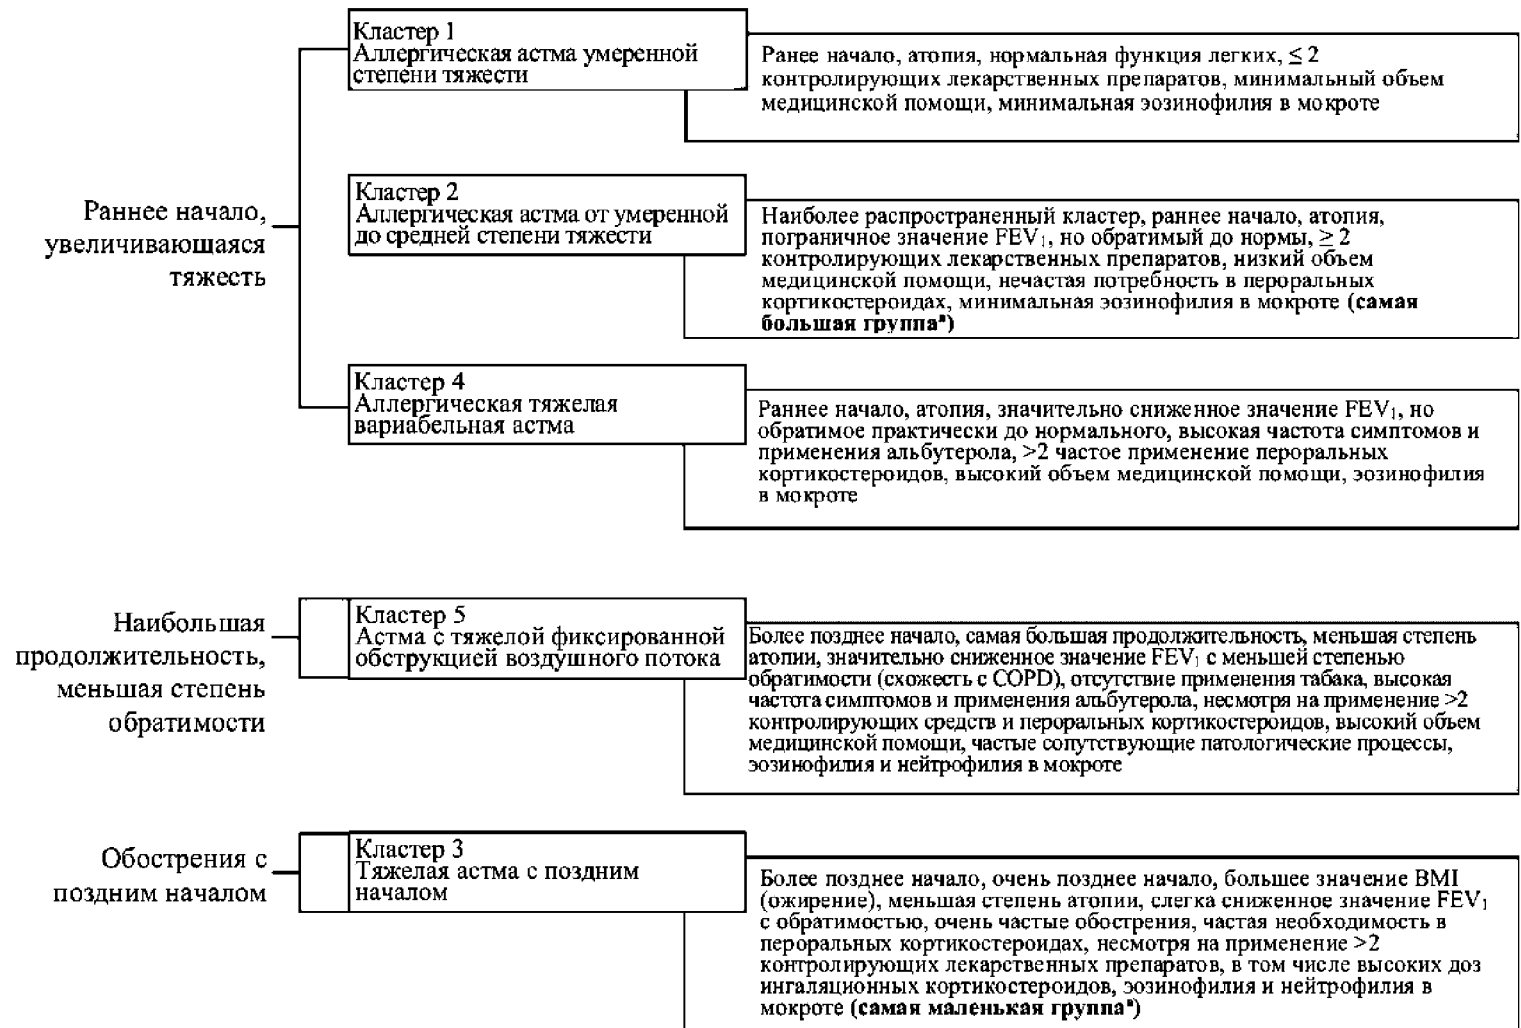 Кластер 1
Аллергическая астма умеренной
степени тяжести
Ранее начало, атопия, нормальная функция легких, ≤ 2
контролирующих лекарственных препаратов, минимальный объем
медицинской помощи, минимальная эозинофилия в мокроте
Раннее начало,
увеличивающаяся
тяжесть
Кластер 2
Аллергическая астма от умеренной
до средней степени тяжести
Наиболее распространенный кластер, раннее начало, атопия,
пограничное значение FEV₁, но обратимый до нормы, ≥ 2
контролирующих лекарственных препаратов, низкий объем
медицинской помощи, нечастая потребность в пероральных
кортикостероидах, минимальная эозинофилия в мокроте (самая
большая группаª)
Кластер 4
Аллергическая тяжелая
вариабельная астма
Раннее начало, атопия, значительно сниженное значение FEV₁, но
обратимое практически до нормального, высокая частота симптомов и
применения альбутерола, >2 частое применение пероральных
кортикостероидов, высокий объем медицинской помощи, эозинофилия
в мокроте
Наибольшая
продолжительность,
меньшая степень
обратимости
Кластер 5
Астма с тяжелой фиксированной
обструкцией воздушного потока
Более позднее начало, самая большая продолжительность, меньшая степень
атопии, значительно сниженное значение FEV₁ с меньшей степенью
обратимости (схожесть с COPD), отсутствие применения табака, высокая
частота симптомов и применения альбутерола, несмотря на применение >2
контролирующих средств и пероральных кортикостероидов, высокий объем
медицинской помощи, частые сопутствующие патологические процессы,
эозинофилия и нейтрофилия в мокроте
Обострения с
поздним началом
Кластер 3
Тяжелая астма с поздним
началом
Более позднее начало, очень позднее начало, большее значение BMI
(ожирение), меньшая степень атопии, слегка сниженное значение FEV₁
с обратимостью, очень частые обострения, частая необходимость в
пероральных кортикостероидах, несмотря на применение >2
контролирующих лекарственных препаратов, в том числе высоких доз
ингаляционных кортикостероидов, эозинофилия и нейтрофилия в
мокроте (самая маленькая группаª)